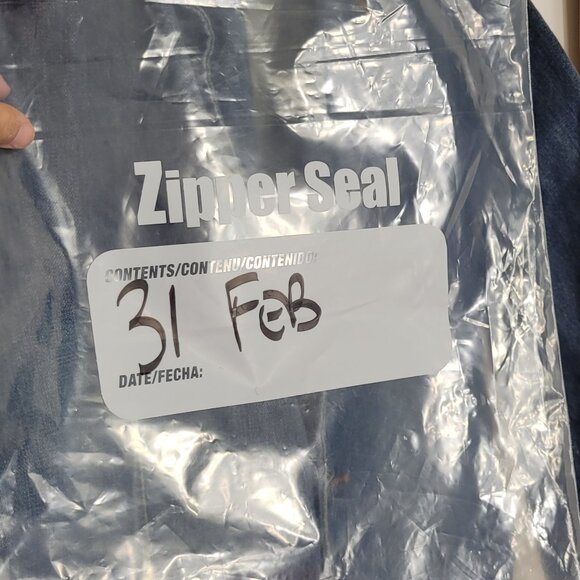 Zipper Seal
CONTENTS/CONTENU/CONTENIDO:
31 FEB
DATE/FECHA: